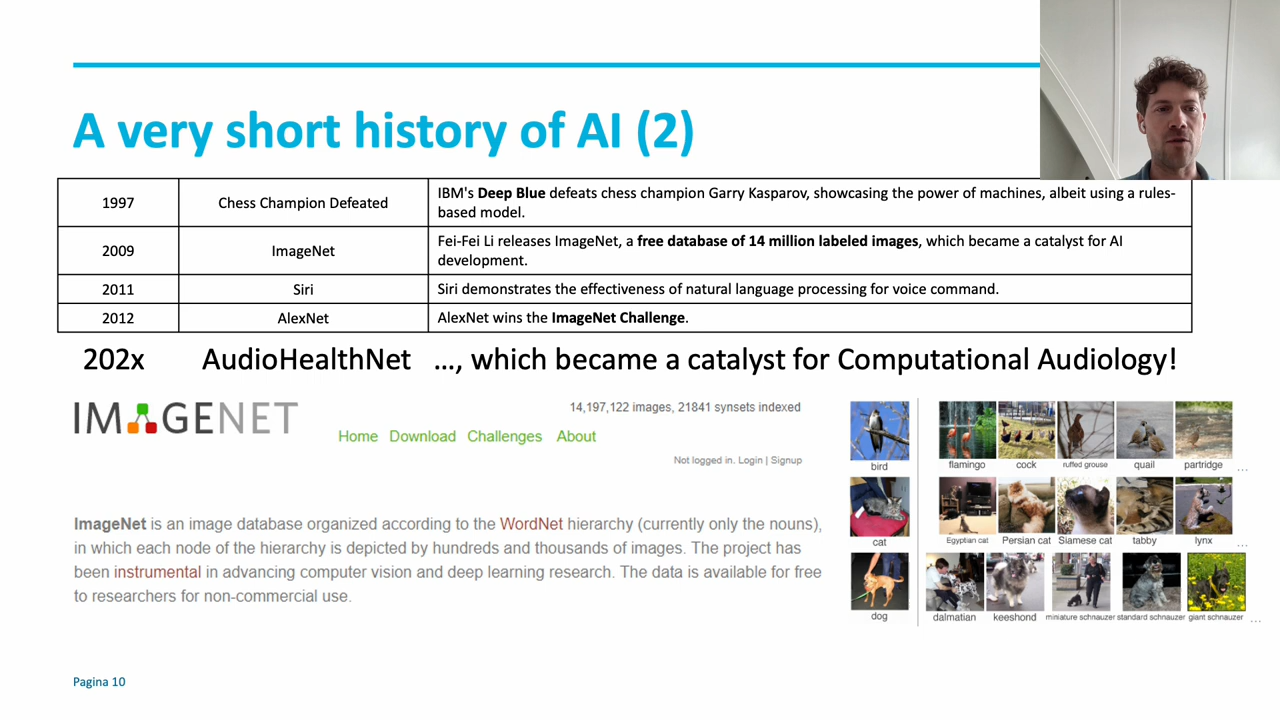 A very short history of AI (2)
1997 Chess Champion Defeated IBM's Deep Blue defeats chess champion Garry Kasparov, showcasing the power of machines, albeit using a rules-
based model.
2009 ImageNet Fei-Fei Li releases ImageNet, a free database of 14 million labeled images, which became a catalyst for AI
development.
2011 Siri Siri demonstrates the effectiveness of natural language processing for voice command.
2012 AlexNet AlexNet wins the ImageNet Challenge.
202x AudioHealthNet ..., which became a catalyst for Computational Audiology!
IMAGENET
14,197,122 images, 21841 synsets indexed
Home Download Challenges About
Not logged in. Login | Signup
ImageNet is an image database organized according to the WordNet hierarchy (currently only the nouns),
in which each node of the hierarchy is depicted by hundreds and thousands of images. The project has
been instrumental in advancing computer vision and deep learning research. The data is available for free
to researchers for non-commercial use.
bird flamingo cock ruffed grouse quail partridge ...
cat Egyptian cat Persian cat Siamese cat tabby lynx ...
dog dalmatian keeshond miniature schnauzer standard schnauzer giant schnauzer ...
Pagina 10